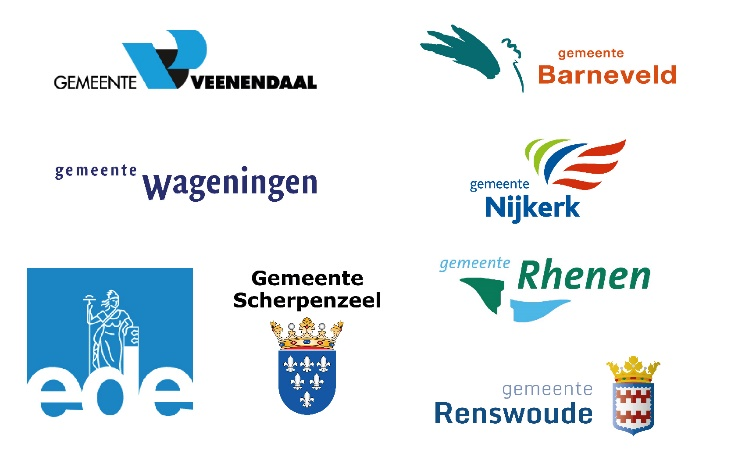 GEMEENTE VEENENDAAL
gemeente
Barneveld
gemeente wageningen
gemeente
Nijkerk
ede
Gemeente
Scherpenzeel
gemeente Rhenen
gemeente
Renswoude